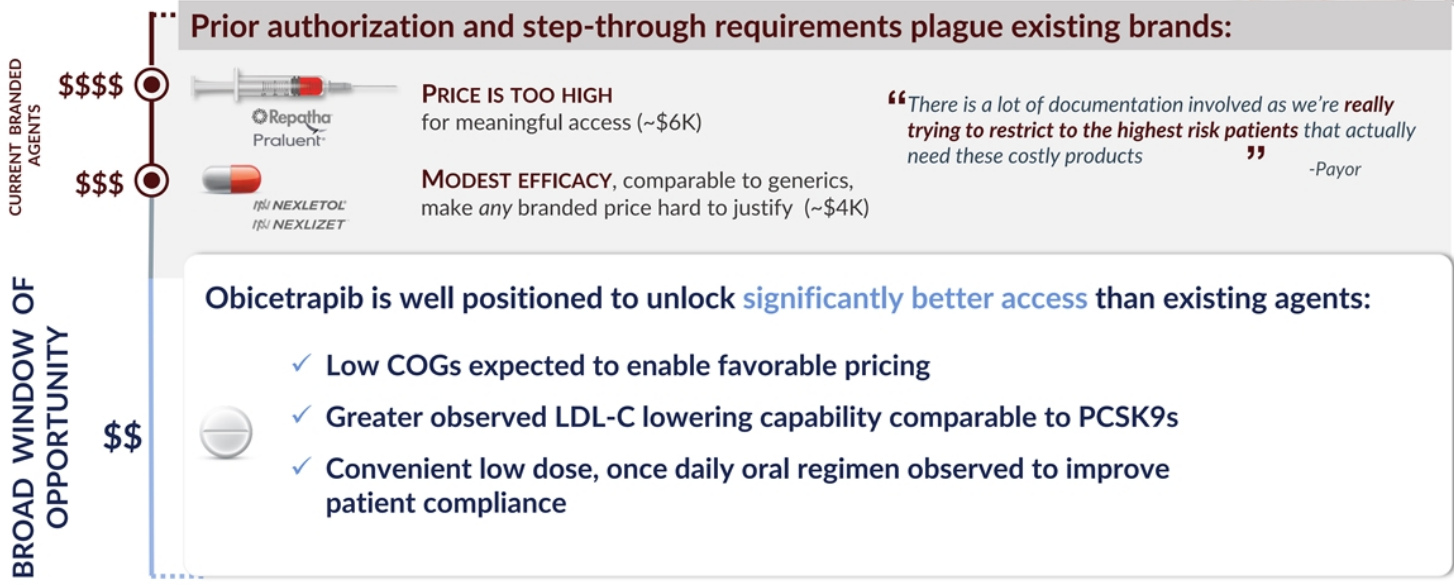 Prior authorization and step-through requirements plague existing brands:
CURRENT BRANDED
AGENTS
$$$$
Repatha
Praluent
PRICE IS TOO HIGH
for meaningful access (~$6K)
“There is a lot of documentation involved as we’re really
trying to restrict to the highest risk patients that actually
need these costly products ”
-Payor
$$$
NEXLETOL
NEXLIZET
MODEST EFFICACY, comparable to generics,
make any branded price hard to justify (~$4K)
BROAD WINDOW OF
OPPORTUNITY
$$
Obicetrapib is well positioned to unlock significantly better access than existing agents:
✓ Low COGs expected to enable favorable pricing
✓ Greater observed LDL-C lowering capability comparable to PCSK9s
✓ Convenient low dose, once daily oral regimen observed to improve
patient compliance